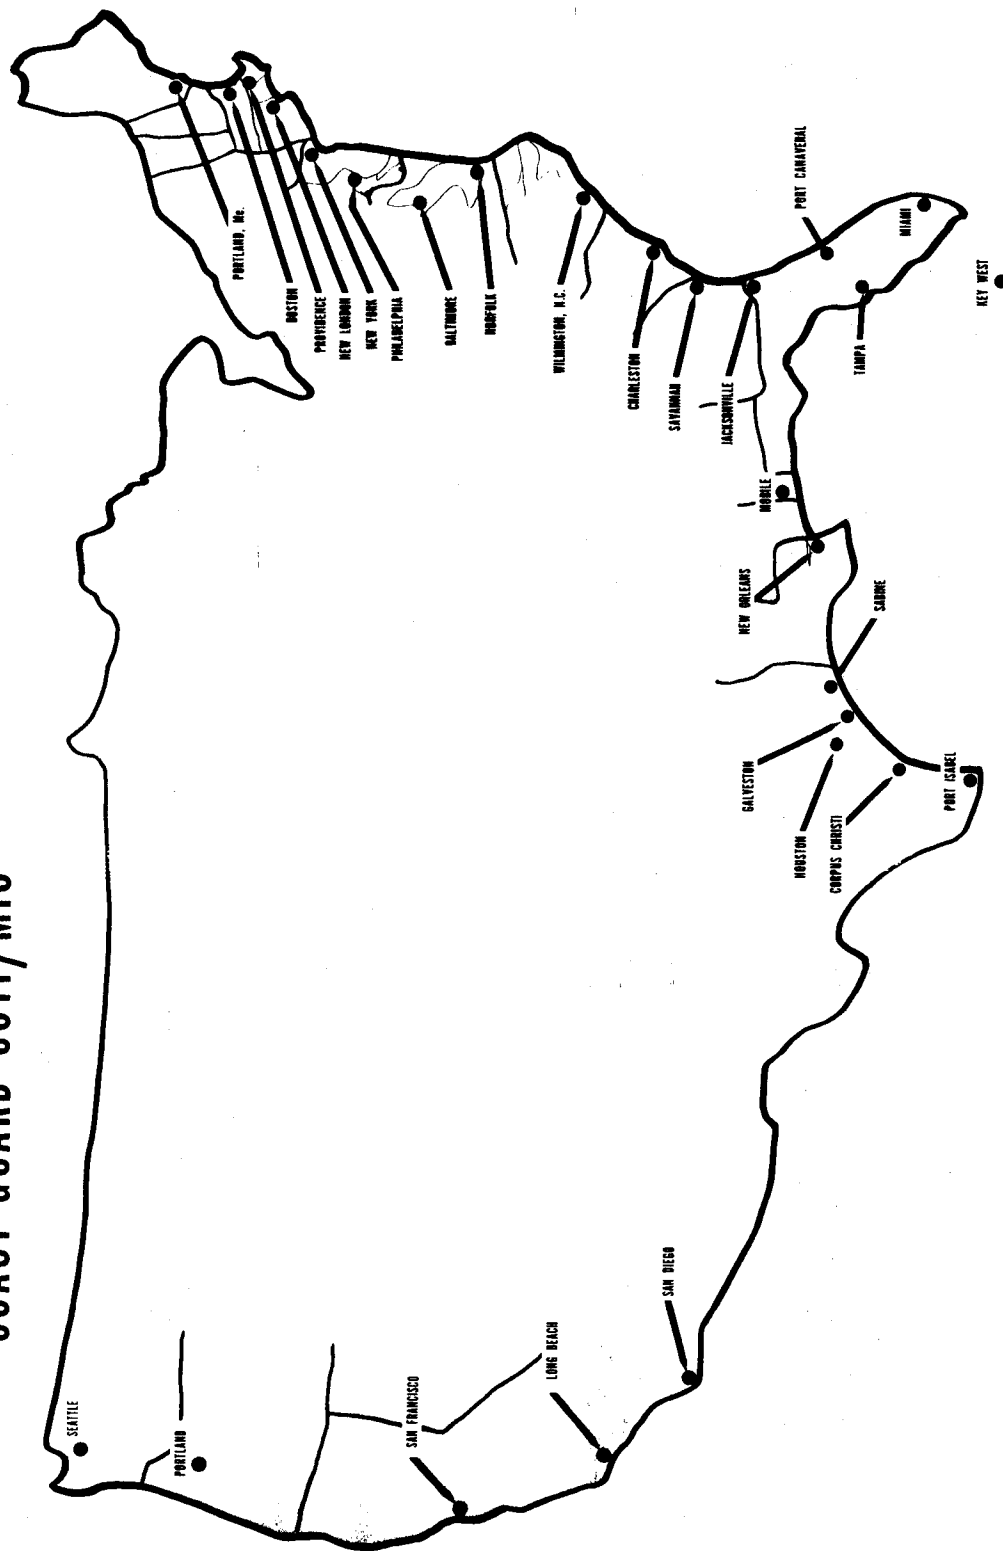 COAST GUARD COTP/MIO
SEATTLE
PORTLAND
SAN FRANCISCO
LONG BEACH
SAN DIEGO
PORTLAND, Me.
BOSTON
PROVIDENCE
NEW LONDON
NEW YORK
PHILADELPHIA
BALTIMORE
NORFOLK
WILMINGTON, N.C.
CHARLESTON
SAVANNAH
JACKSONVILLE
PORT CANAVERAL
MIAMI
TAMPA
KEY WEST
MOBILE
NEW ORLEANS
SABINE
GALVESTON
HOUSTON
CORPUS CHRISTI
PORT ISABEL